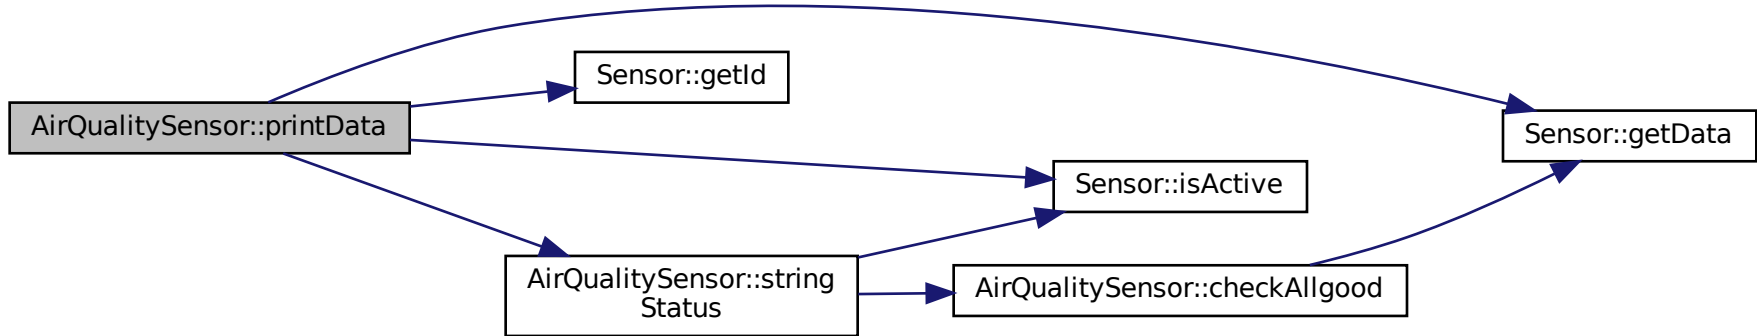 AirQualitySensor::printData
Sensor::getId
Sensor::getData
Sensor::isActive
AirQualitySensor::string
Status
AirQualitySensor::checkAllgood